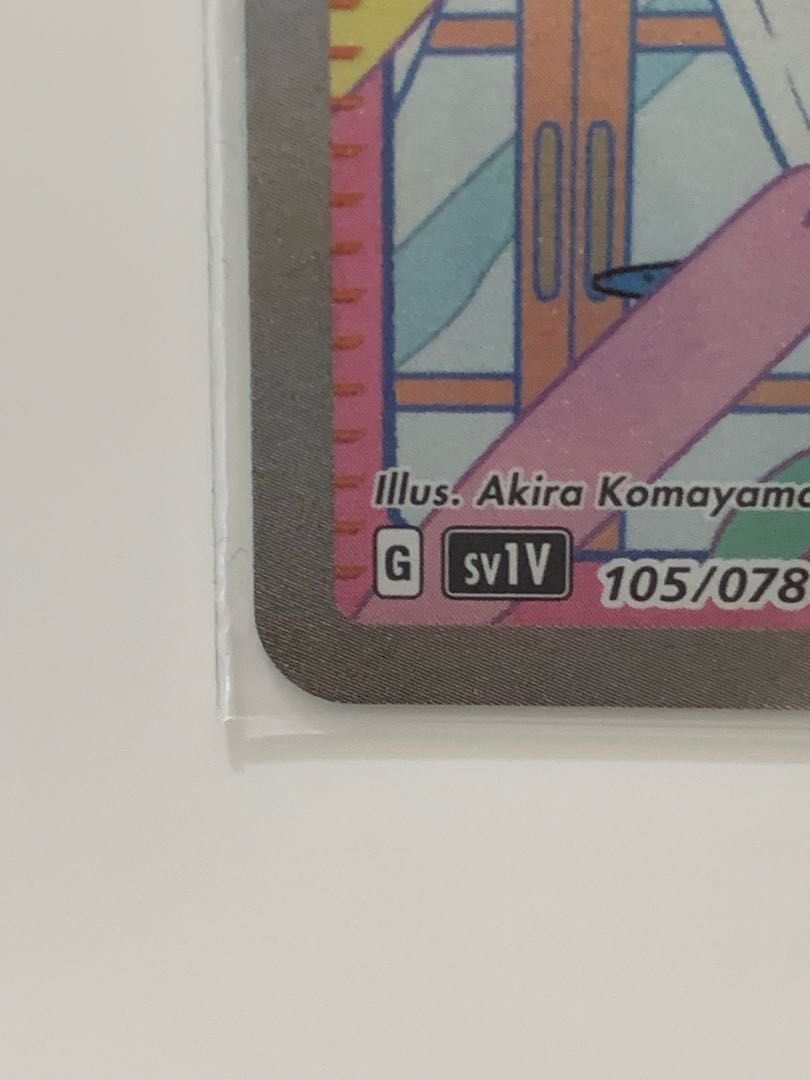 Illus. Akira Komayama
G sv1V 105/078